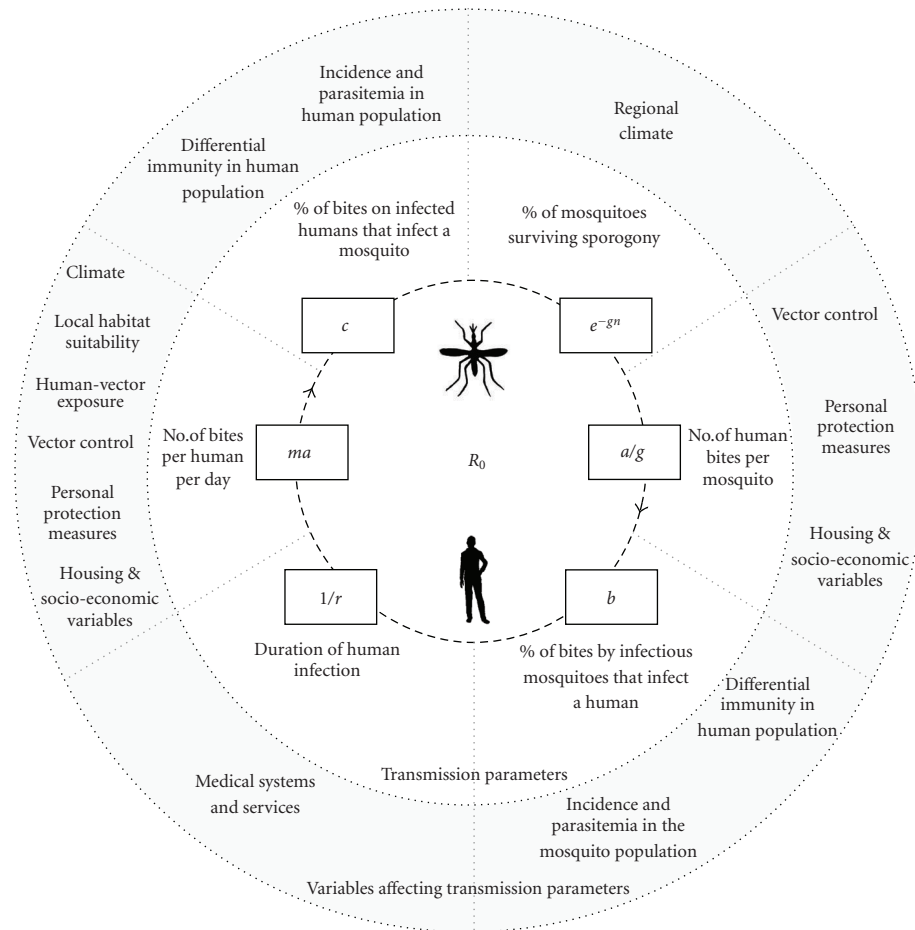 Incidence and
parasitemia in
human population
Regional
climate
Differential
immunity in human
population
% of bites on infected
humans that infect a
mosquito
% of mosquitoes
surviving sporogony
Climate
Local habitat
suitability
Human-vector
exposure
Vector control
Personal
protection
measures
Housing &
socio-economic
variables
c
e^{-gn}
Vector control
Personal
protection
measures
Housing &
socio-economic
variables
No.of bites
per human
per day
ma
R_0
a/g
No.of human
bites per
mosquito
1/r
b
Duration of human
infection
% of bites by infectious
mosquitoes that infect
a human
Differential
immunity in
human population
Medical systems
and services
Transmission parameters
Incidence and
parasitemia in the
mosquito population
Variables affecting transmission parameters